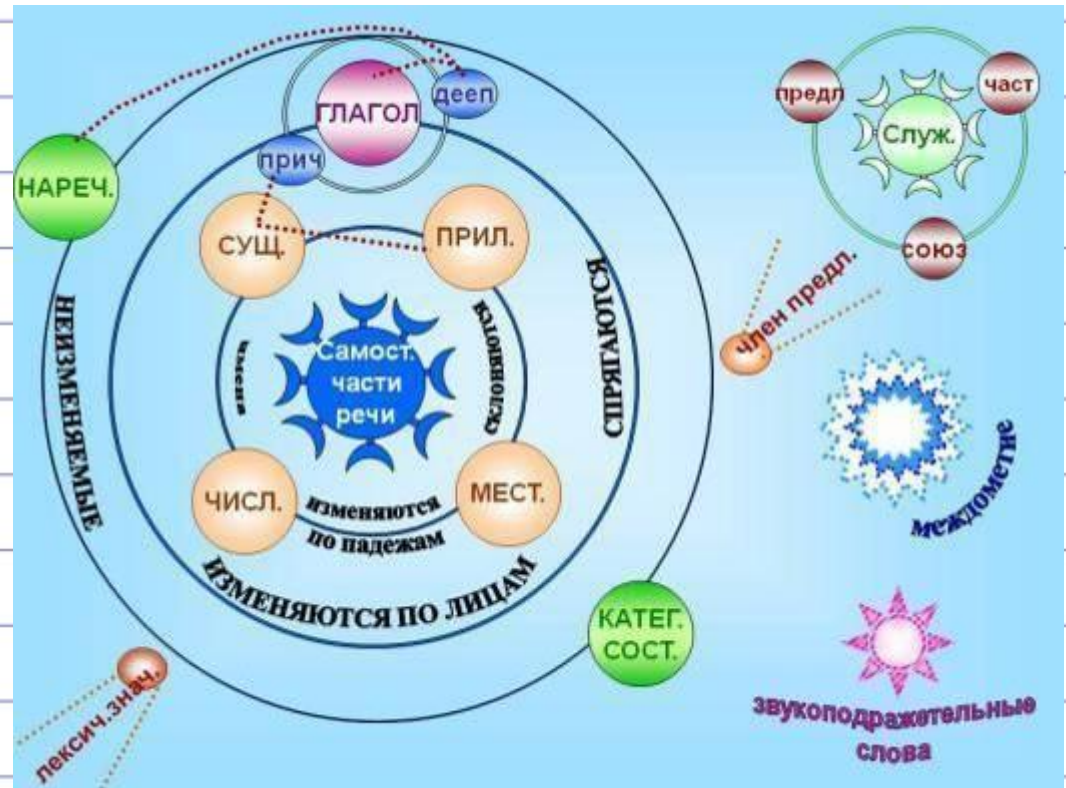 ГЛАГОЛ
дееп
прич
НАРЕЧ.
СУЩ.
ПРИЛ.
Самост.
части
речи
имена
склоняются
ЧИСЛ.
МЕСТ.
изменяются
по падежам
ИЗМЕНЯЮТСЯ ПО ЛИЦАМ
СПРЯГАЮТСЯ
НЕИЗМЕНЯЕМЫЕ
КАТЕГ.
СОСТ.
лексич.знач.
член предл.
предл
част
Служ.
союз
междометие
звукоподражательные
слова